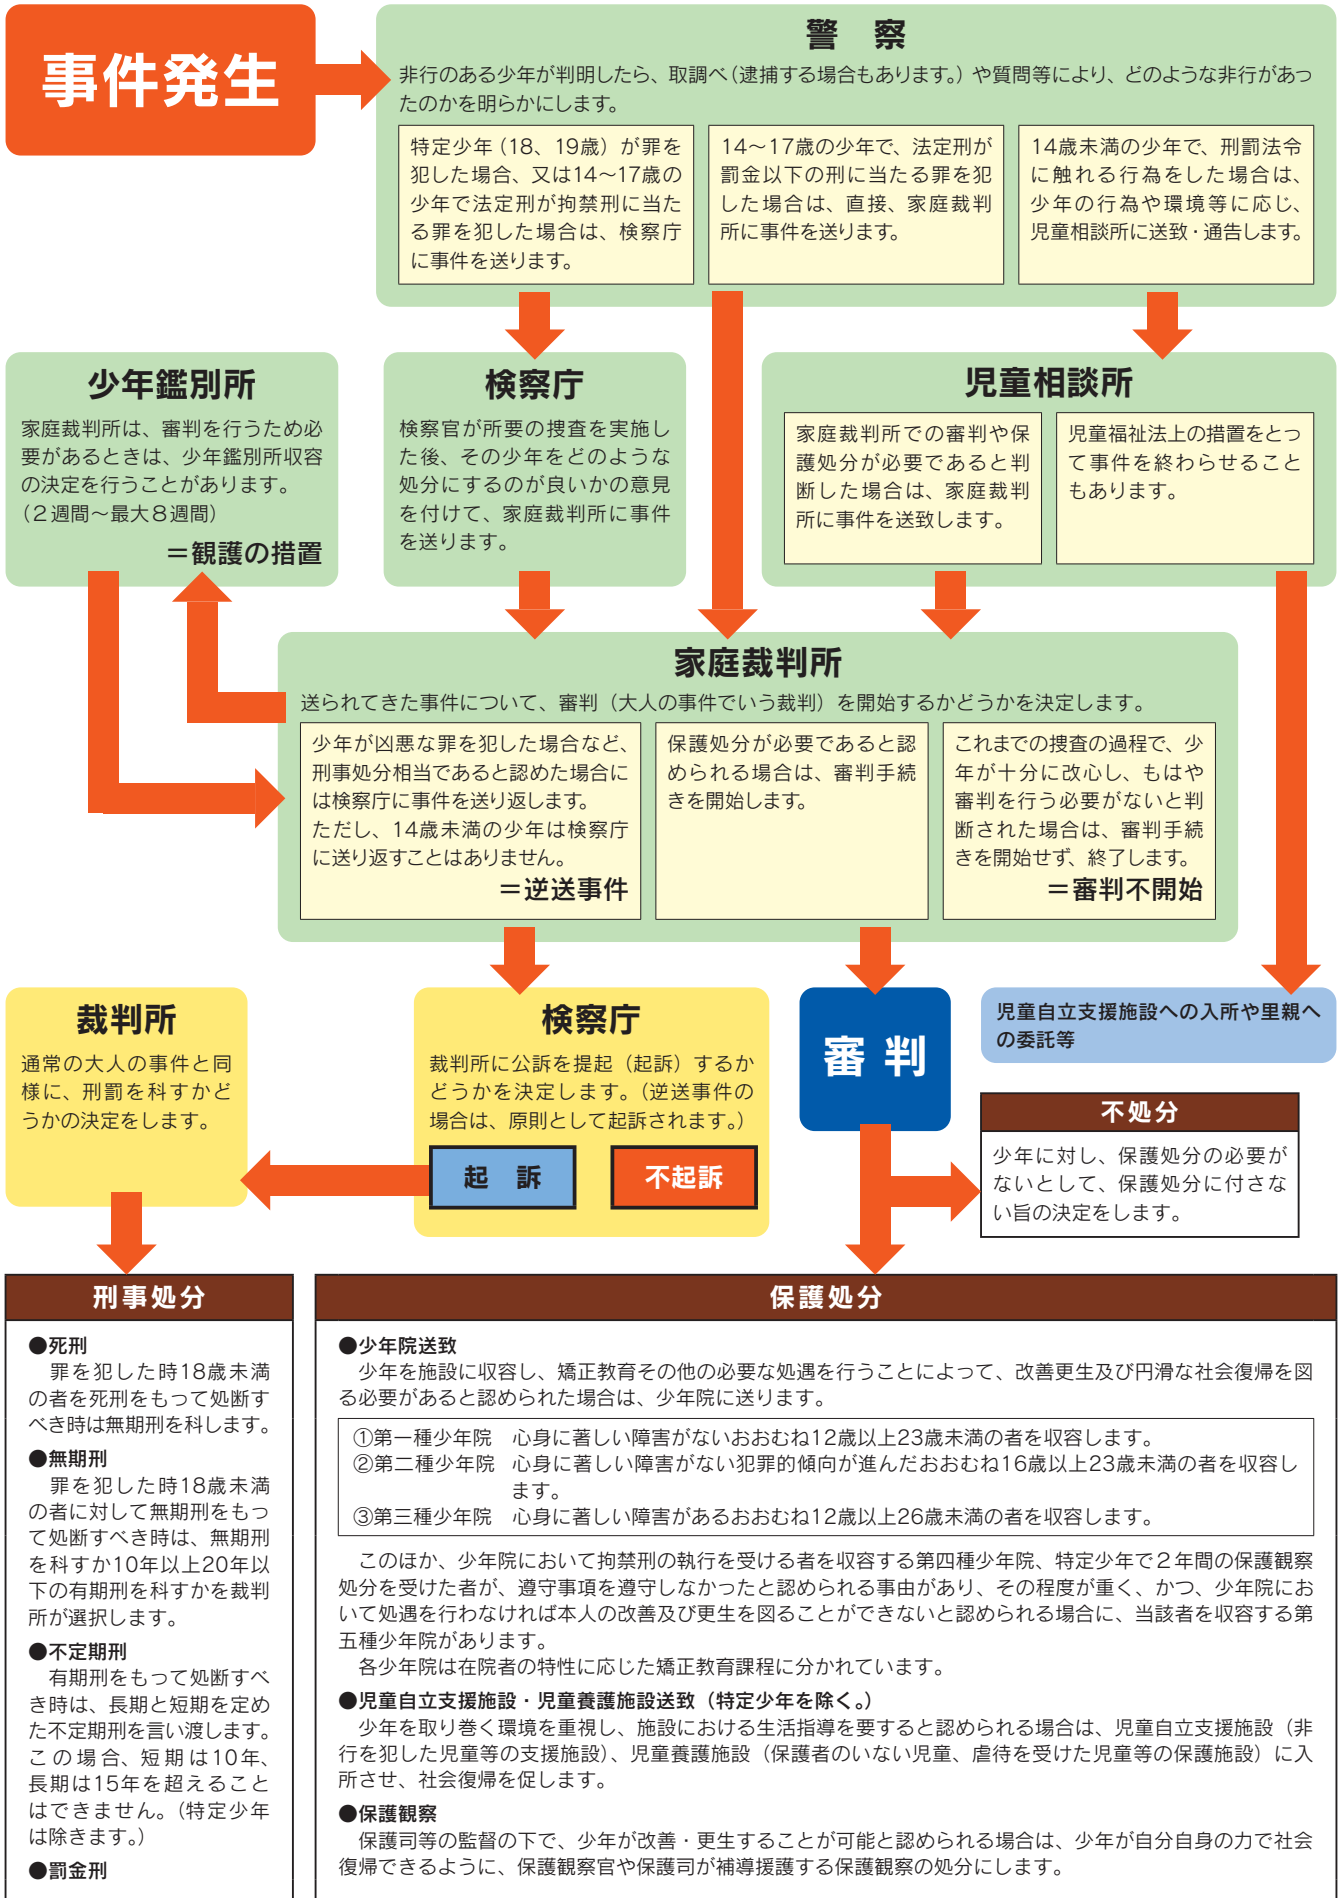 事件発生
警　察
非行のある少年が判明したら、取調べ(逮捕する場合もあります。)や質問等により、どのような非行があっ
たのかを明らかにします。
特定少年(18、19歳)が罪を
犯した場合、又は14〜17歳の
少年で法定刑が拘禁刑に当た
る罪を犯した場合は、検察庁
に事件を送ります。
14〜17歳の少年で、法定刑が
罰金以下の刑に当たる罪を犯
した場合は、直接、家庭裁判
所に事件を送ります。
14歳未満の少年で、刑罰法令
に触れる行為をした場合は、
少年の行為や環境等に応じ、
児童相談所に送致・通告します。
少年鑑別所
家庭裁判所は、審判を行うため必
要があるときは、少年鑑別所収容
の決定を行うことがあります。
(２週間〜最大８週間)
＝観護の措置
検察庁
検察官が所要の捜査を実施し
た後、その少年をどのような
処分にするのが良いかの意見
を付けて、家庭裁判所に事件
を送ります。
児童相談所
家庭裁判所での審判や保
護処分が必要であると判
断した場合は、家庭裁判
所に事件を送致します。
児童福祉法上の措置をとっ
て事件を終わらせること
もあります。
家庭裁判所
送られてきた事件について、審判(大人の事件でいう裁判)を開始するかどうかを決定します。
少年が凶悪な罪を犯した場合など、
刑事処分相当であると認めた場合に
は検察庁に事件を送り返します。
ただし、14歳未満の少年は検察庁
に送り返すことはありません。
＝逆送事件
保護処分が必要であると認
められる場合は、審判手続
きを開始します。
これまでの捜査の過程で、少
年が十分に改心し、もはや
審判を行う必要がないと判
断された場合は、審判手続
きを開始せず、終了します。
＝審判不開始
裁判所
通常の大人の事件と同
様に、刑罰を科すかど
うかの決定をします。
検察庁
裁判所に公訴を提起(起訴)するか
どうかを決定します。(逆送事件の
場合は、原則として起訴されます。)
起　訴
不起訴
審 判
児童自立支援施設への入所や里親へ
の委託等
不処分
少年に対し、保護処分の必要が
ないとして、保護処分に付さな
い旨の決定をします。
刑事処分
●死刑
　罪を犯した時18歳未満
の者を死刑をもって処断す
べき時は無期刑を科します。
●無期刑
　罪を犯した時18歳未満
の者に対して無期刑をもっ
て処断すべき時は、無期刑
を科すか10年以上20年以
下の有期刑を科すかを裁判
所が選択します。
●不定期刑
　有期刑をもって処断すべ
き時は、長期と短期を定め
た不定期刑を言い渡します。
この場合、短期は10年、
長期は15年を超えること
はできません。(特定少年
は除きます。)
●罰金刑
保護処分
●少年院送致
　少年を施設に収容し、矯正教育その他の必要な処遇を行うことによって、改善更生及び円滑な社会復帰を図
る必要があると認められた場合は、少年院に送ります。
①第一種少年院　心身に著しい障害がないおおむね12歳以上23歳未満の者を収容します。
②第二種少年院　心身に著しい障害がない犯罪的傾向が進んだおおむね16歳以上23歳未満の者を収容し
ます。
③第三種少年院　心身に著しい障害があるおおむね12歳以上26歳未満の者を収容します。
　このほか、少年院において拘禁刑の執行を受ける者を収容する第四種少年院、特定少年で２年間の保護観察
処分を受けた者が、遵守事項を遵守しなかったと認められる事由があり、その程度が重く、かつ、少年院にお
いて処遇を行わなければ本人の改善及び更生を図ることができないと認められる場合に、当該者を収容する第
五種少年院があります。
　各少年院は在院者の特性に応じた矯正教育課程に分かれています。
●児童自立支援施設・児童養護施設送致(特定少年を除く。)
　少年を取り巻く環境を重視し、施設における生活指導を要すると認められる場合は、児童自立支援施設(非
行を犯した児童等の支援施設)、児童養護施設(保護者のいない児童、虐待を受けた児童等の保護施設)に入
所させ、社会復帰を促します。
●保護観察
　保護司等の監督の下で、少年が改善・更生することが可能と認められる場合は、少年が自分自身の力で社会
復帰できるように、保護観察官や保護司が補導援護する保護観察の処分にします。